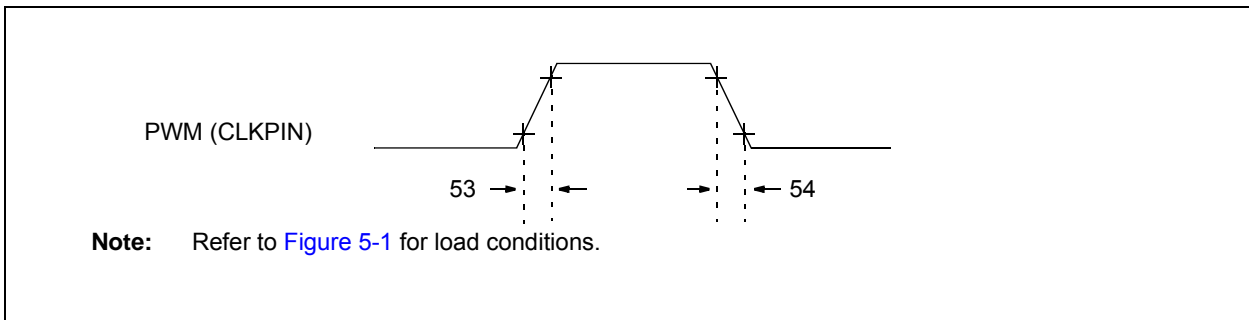 PWM (CLKPIN)
53
54
Note: Refer to Figure 5-1 for load conditions.